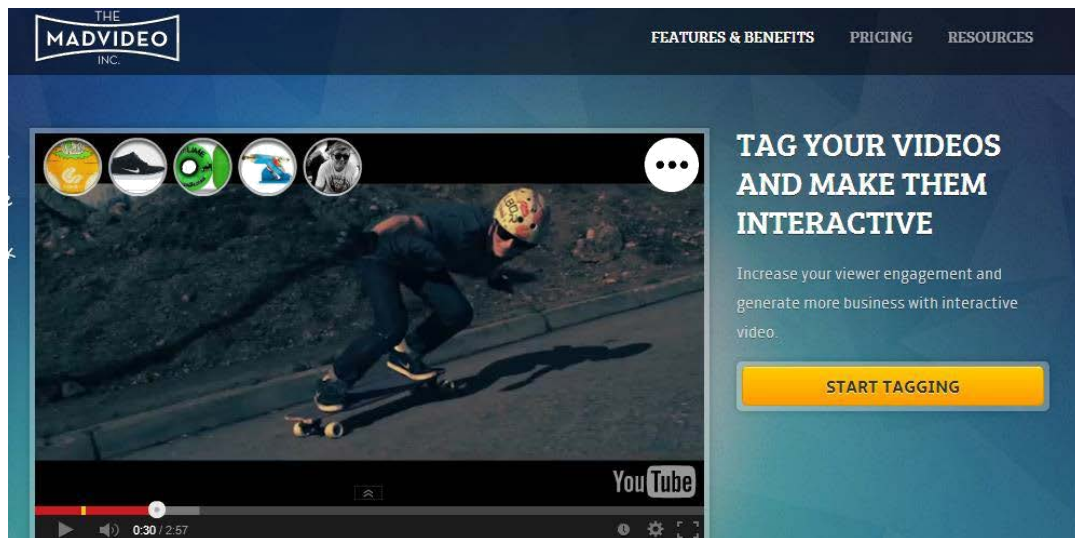 THE
MADVIDEO
INC.
FEATURES & BENEFITS
PRICING
RESOURCES
TAG YOUR VIDEOS
AND MAKE THEM
INTERACTIVE
Increase your viewer engagement and
generate more business with interactive
video.
START TAGGING
YouTube
0:30 / 2:57